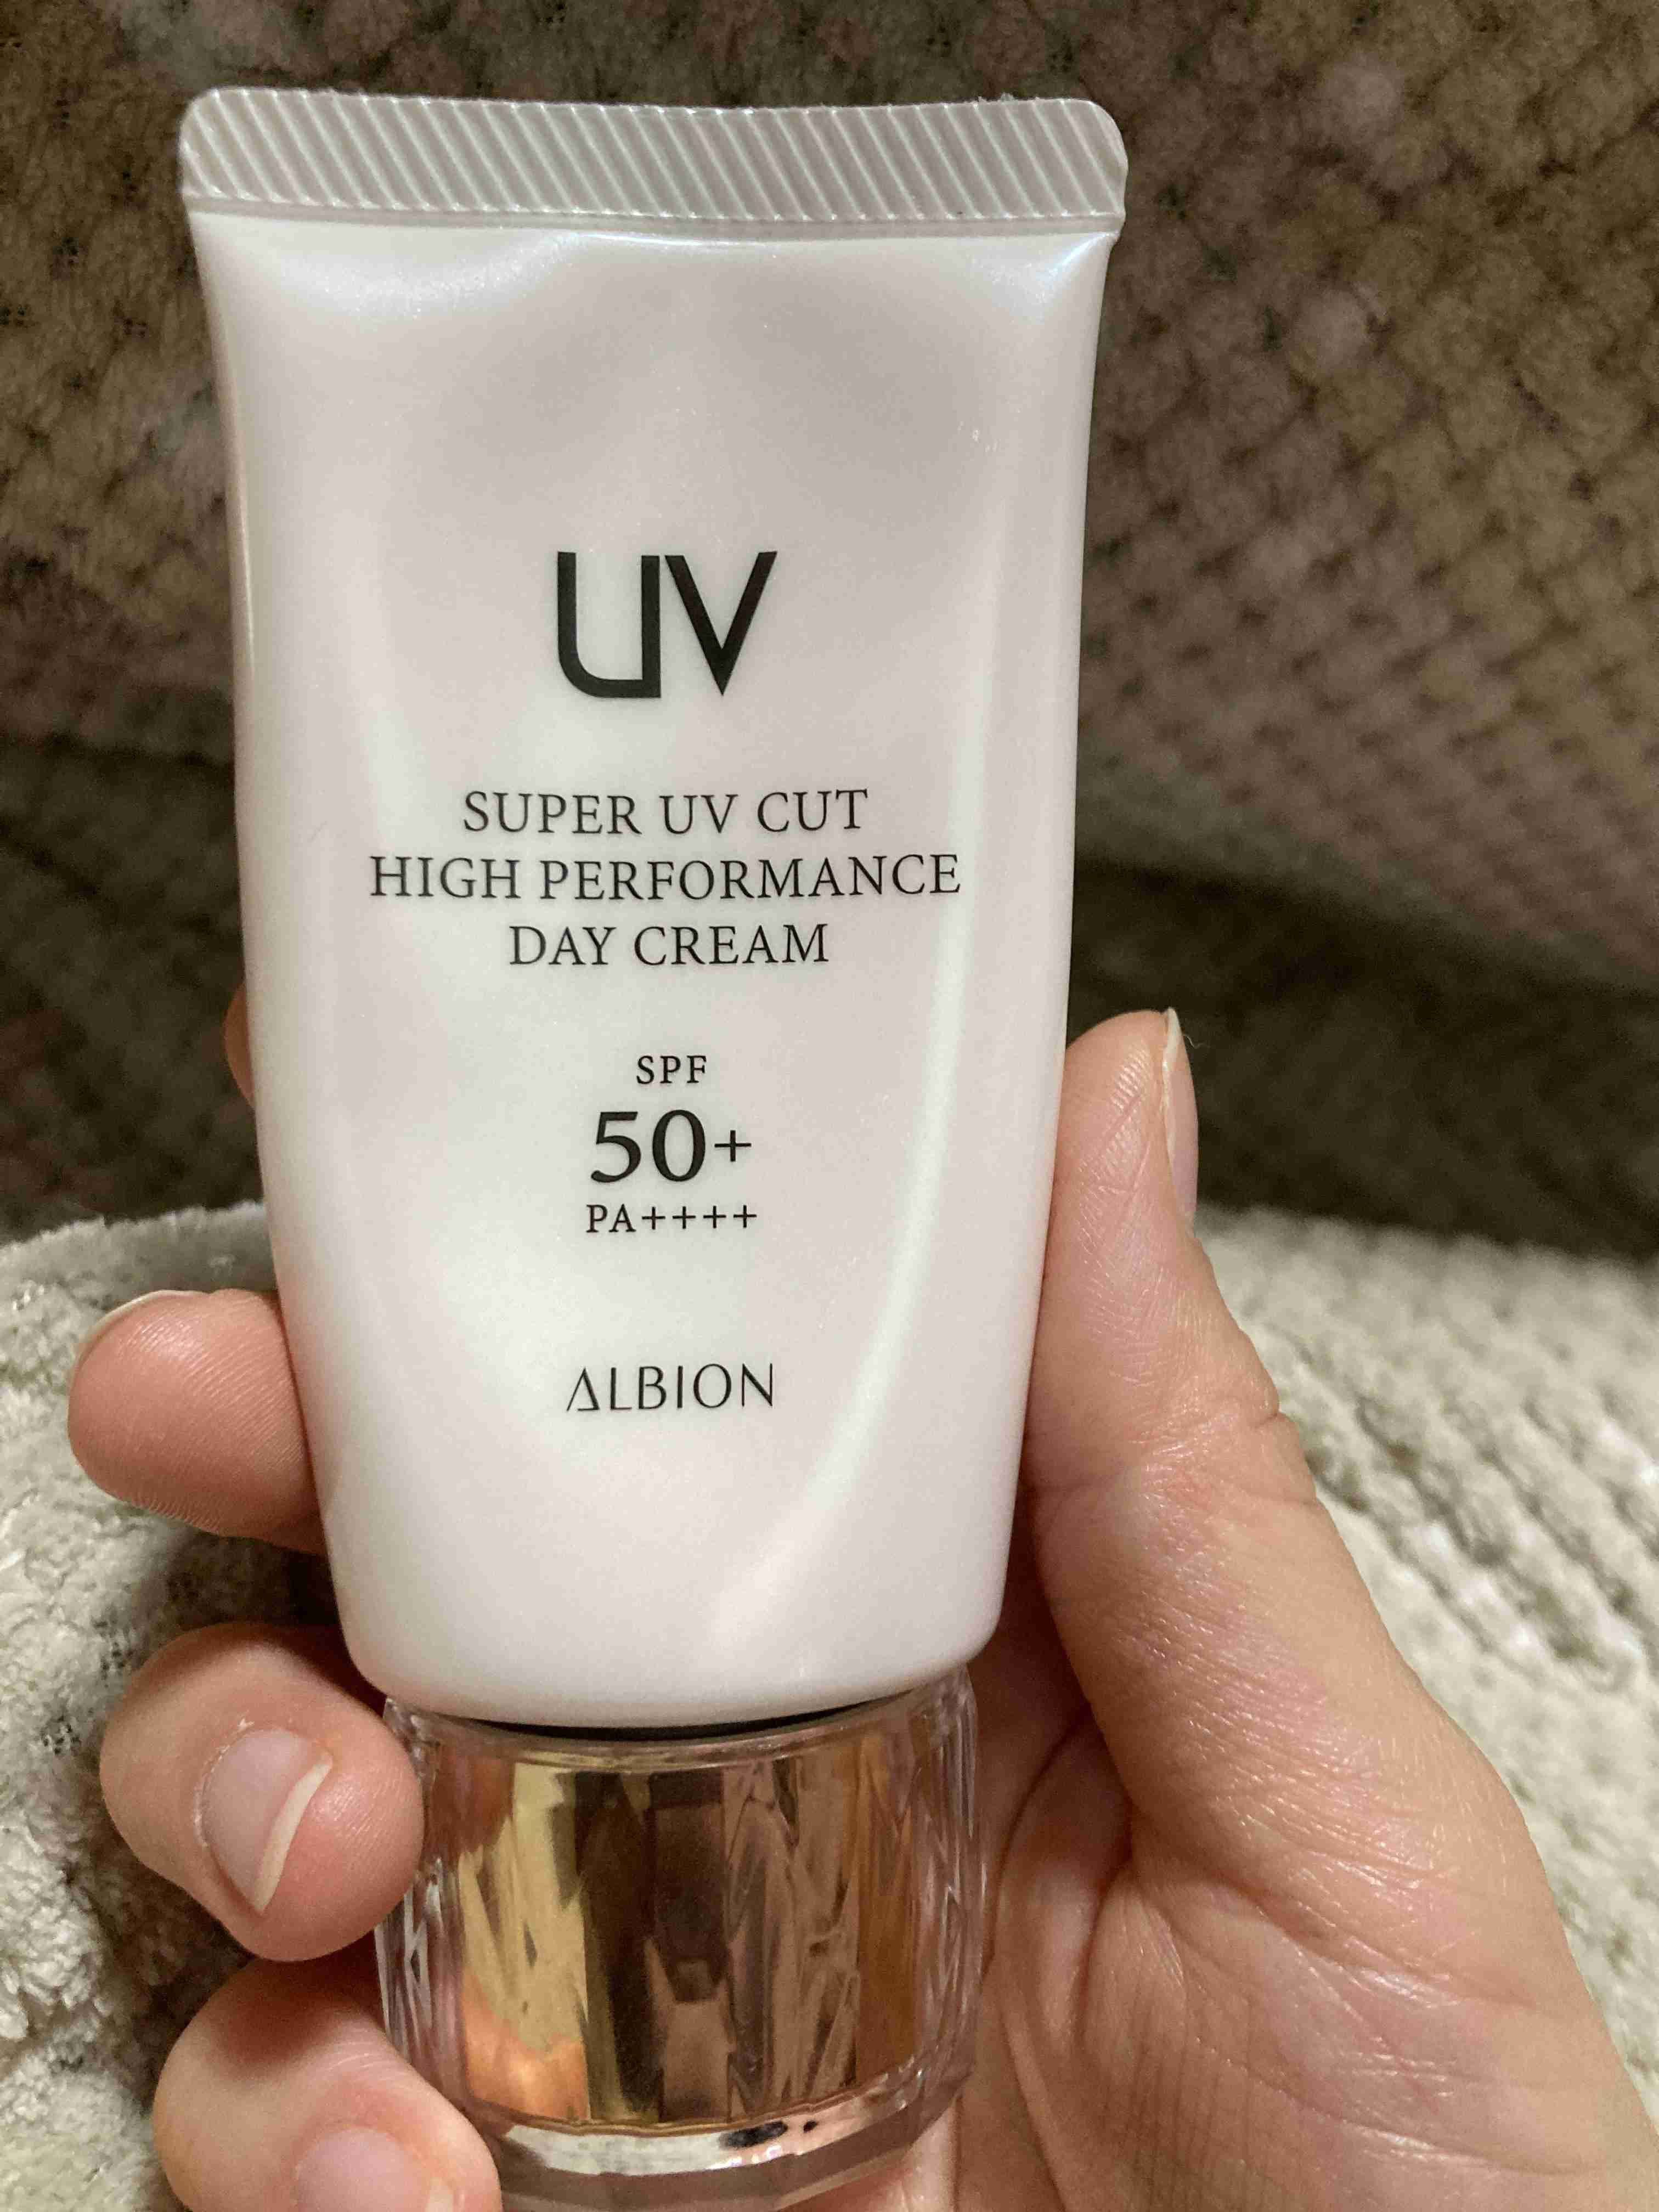 UV
SUPER UV CUT
HIGH PERFORMANCE
DAY CREAM
SPF
50+
PA++++
ALBION